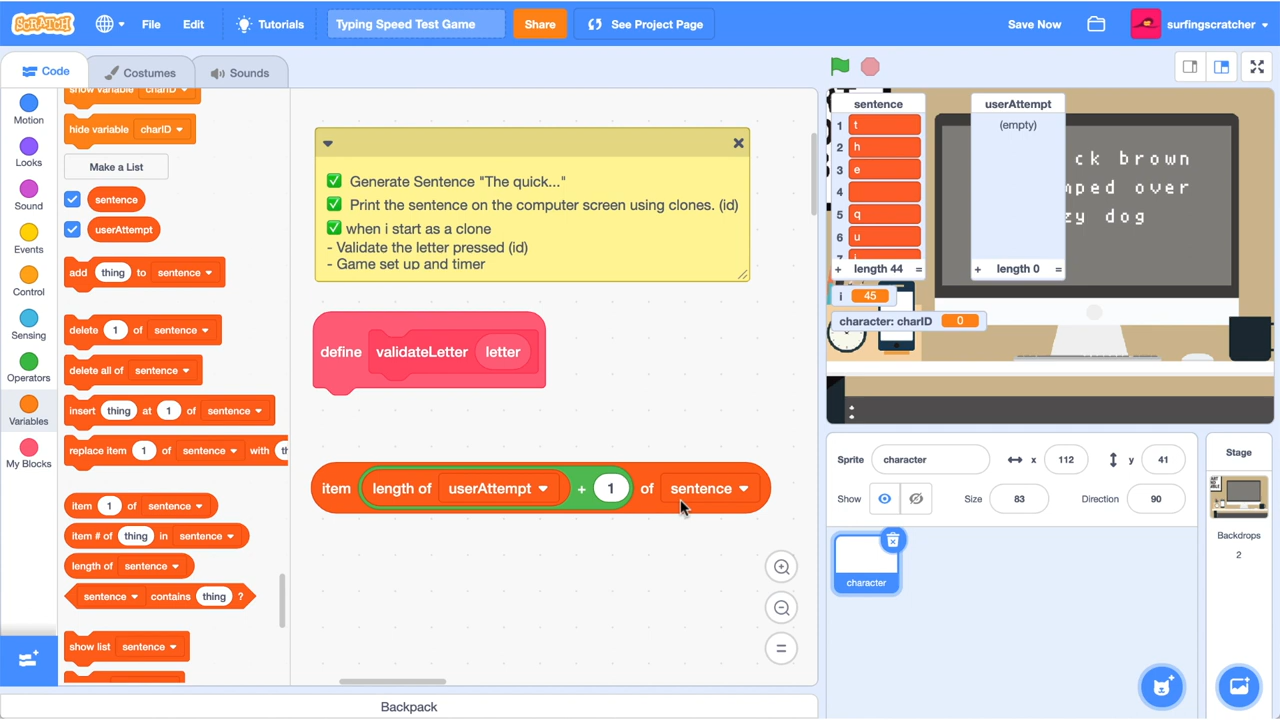 SCRATCH
File
Edit
Tutorials
Typing Speed Test Game
Share
See Project Page
Save Now
surfingscratcher
Code
Costumes
Sounds
Motion
Looks
Sound
Events
Control
Sensing
Operators
Variables
My Blocks
show variable charID
hide variable charID
Make a List
sentence
userAttempt
add thing to sentence
delete 1 of sentence
delete all of sentence
insert thing at 1 of sentence
replace item 1 of sentence with
item 1 of sentence
item # of thing in sentence
length of sentence
sentence contains thing ?
show list sentence
Generate Sentence "The quick..."
Print the sentence on the computer screen using clones. (id)
when i start as a clone
- Validate the letter pressed (id)
- Game set up and timer
define validateLetter letter
item length of userAttempt + 1 of sentence
Backpack
sentence
1 t
2 h
3 e
4
5 q
6 u
7 i
+ length 44 =
userAttempt
(empty)
+ length 0 =
ck brown
mped over
zy dog
i 45
character: charID 0
:
Sprite character x 112 y 41
Show Size 83 Direction 90
character
Stage
Backdrops
2